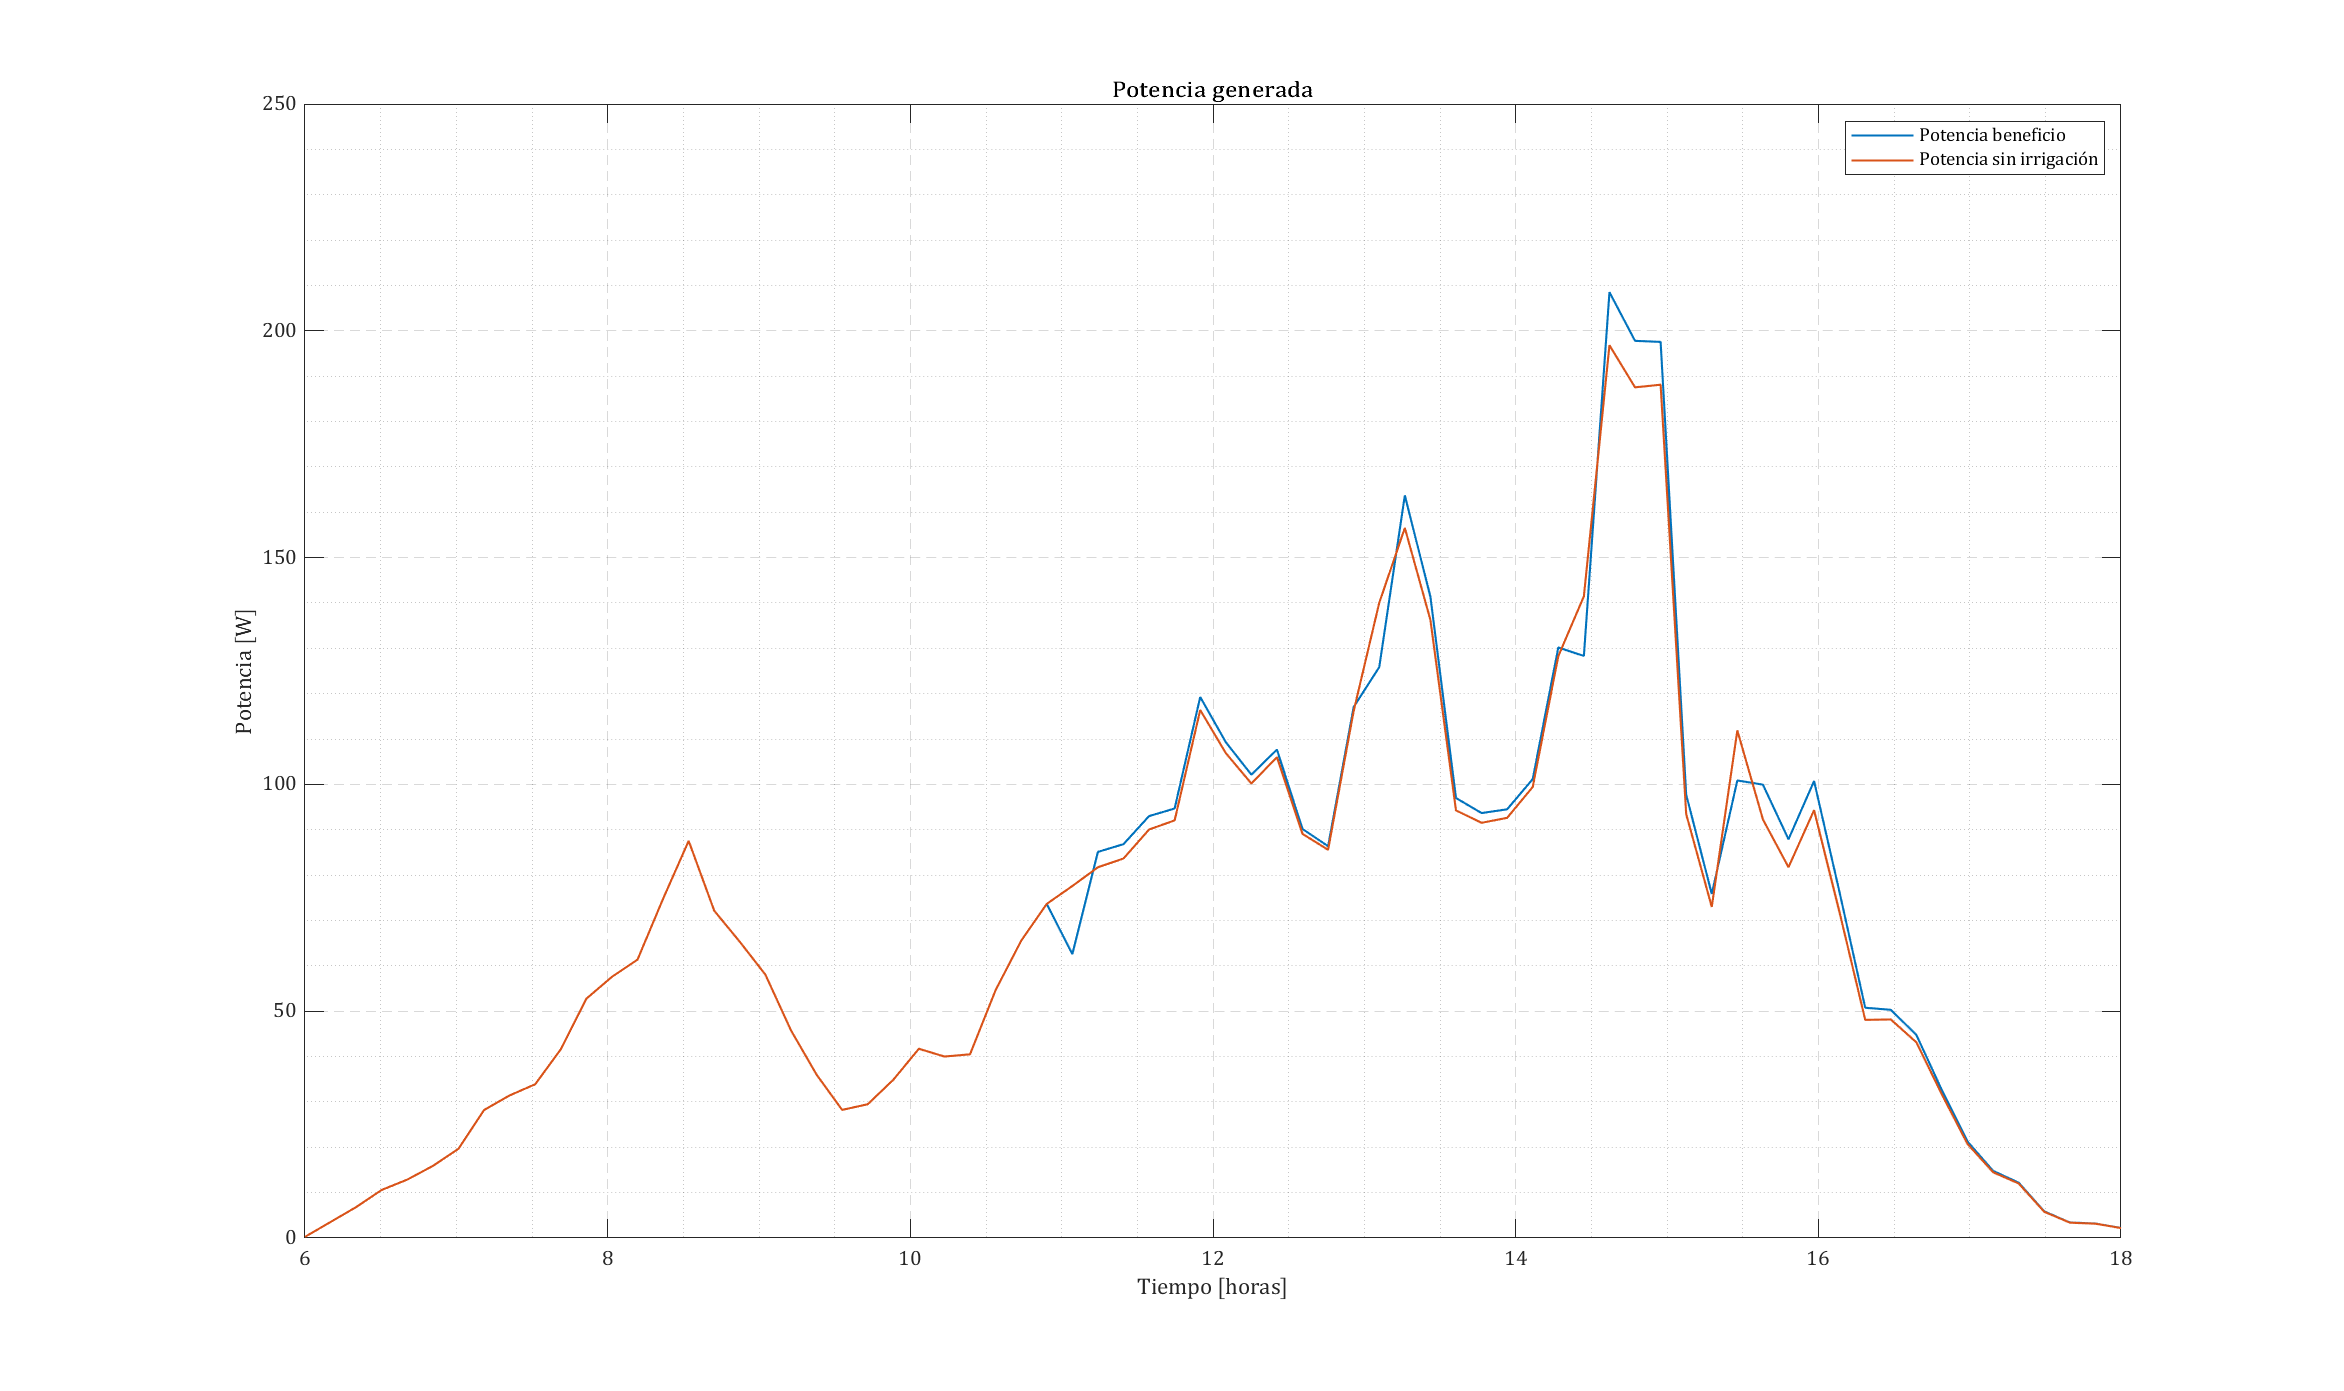 Potencia generada
250
200
150
100
50
0
Potencia [W]
Potencia beneficio
Potencia sin irrigación
6 8 10 12 14 16 18
Tiempo [horas]